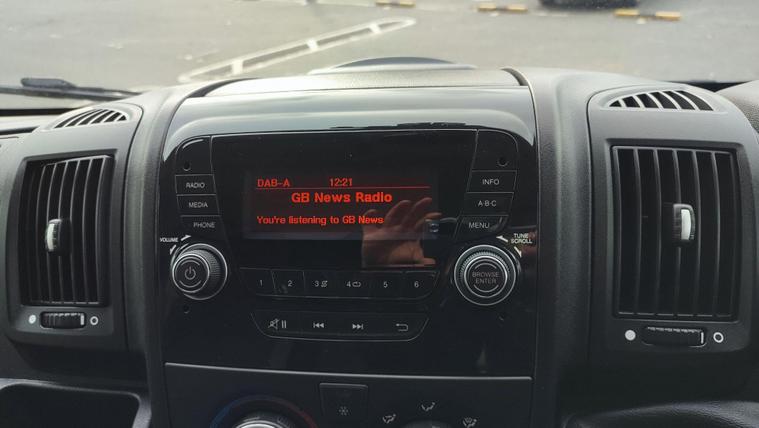 DAB-A 12:21
GB News Radio
You're listening to GB News
RADIO
MEDIA
PHONE
VOLUME
INFO
A-B-C
MENU
TUNE
SCROLL
BROWSE
ENTER
1 2 3 4 5 6